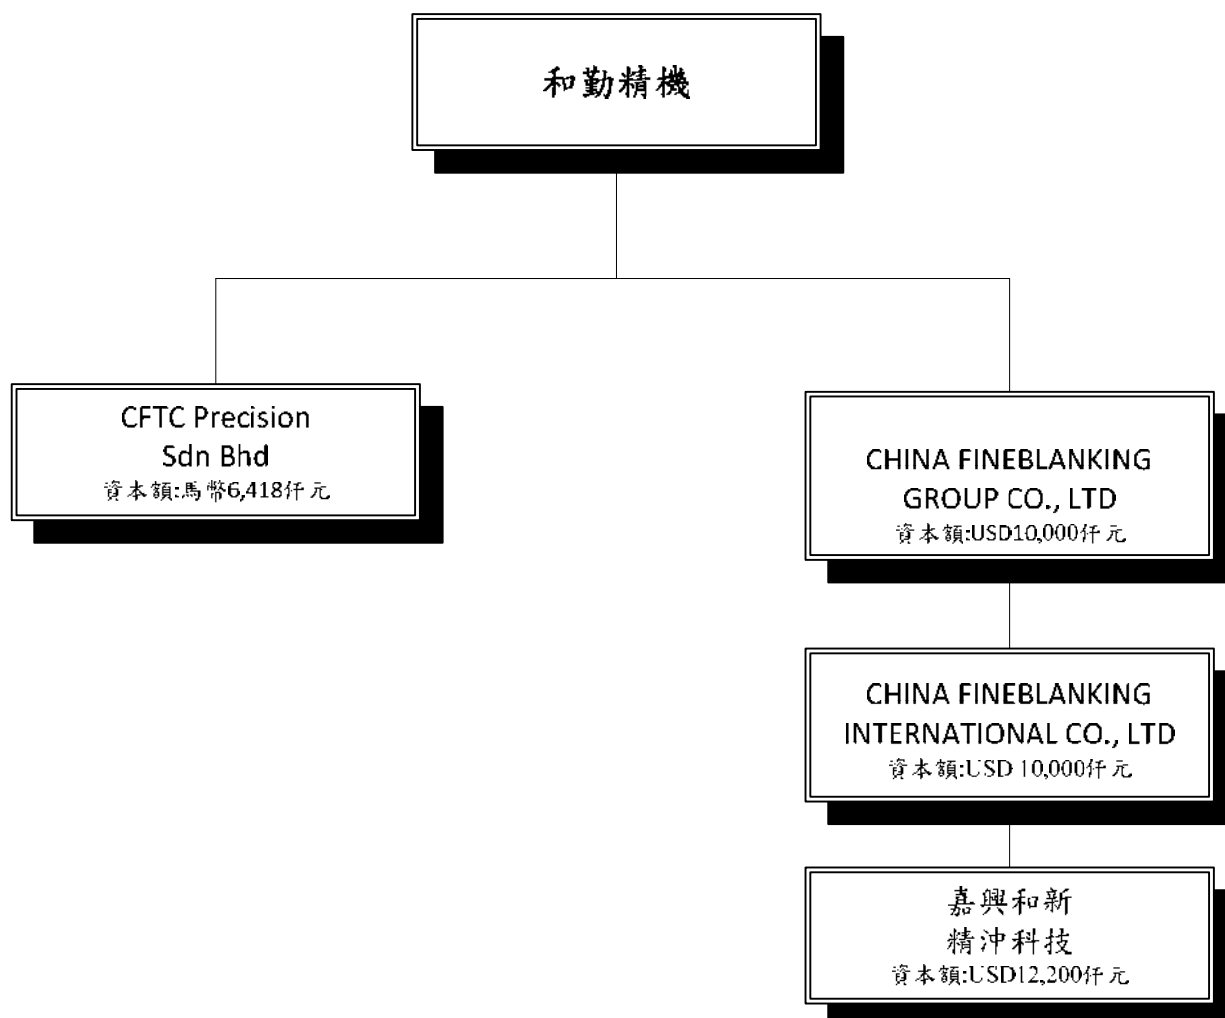 和勤精機
CFTC Precision
Sdn Bhd
資本額:馬幣6,418仟元
CHINA FINEBLANKING
GROUP CO., LTD
資本額:USD10,000仟元
CHINA FINEBLANKING
INTERNATIONAL CO., LTD
資本額:USD 10,000仟元
嘉興和新
精沖科技
資本額:USD12,200仟元